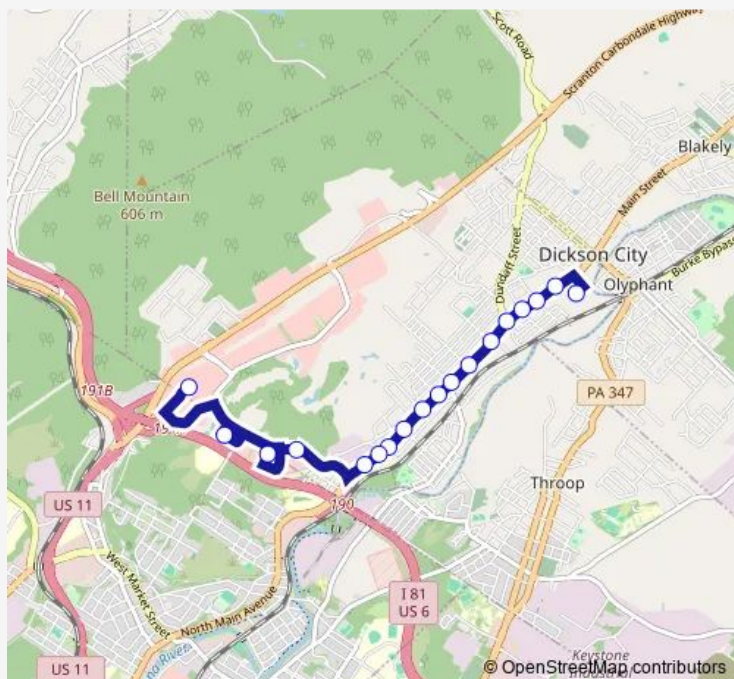 Scott Road
Scranton Carbondale Highway
Blakely
Bell Mountain
606 m
Main Street
Dundaff Street
Dickson City
Burke Bypass
Olyphant
191B
PA 347
US 11
190
Throop
West Market Street
I 81
US 6
North Main Avenue
US 11
Keystone
© OpenStreetMap contributors